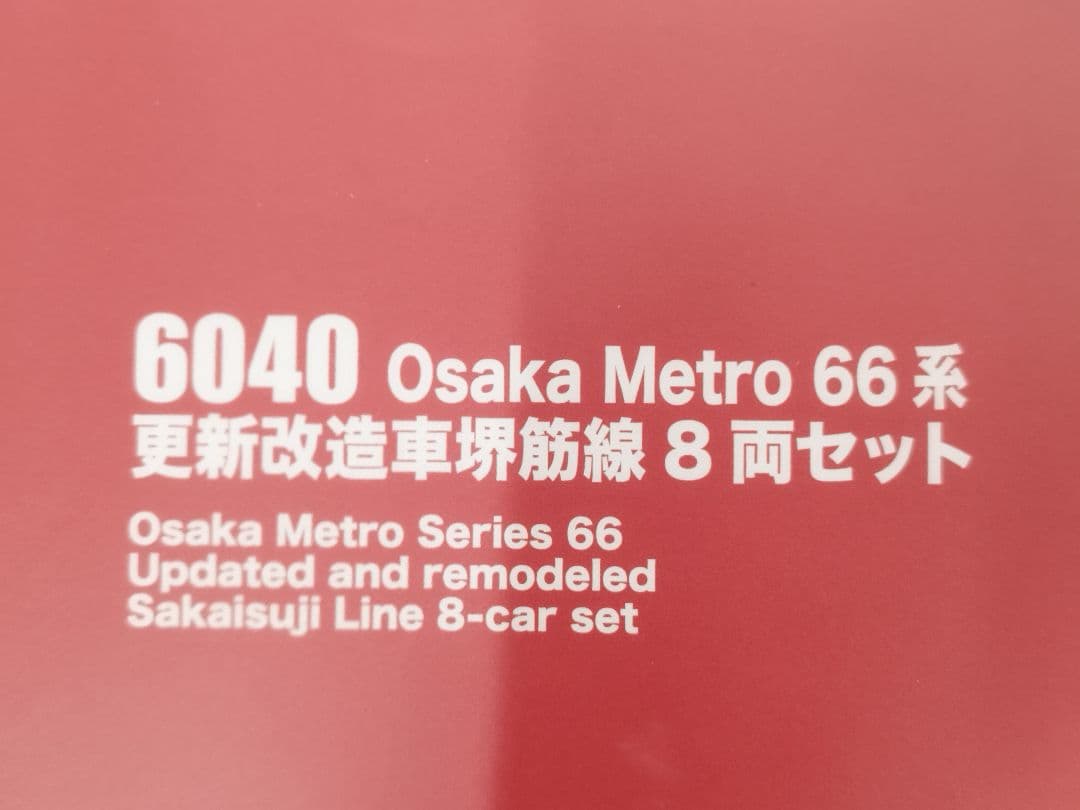 6040 Osaka Metro 66系
更新改造車堺筋線8両セット
Osaka Metro Series 66
Updated and remodeled
Sakaisuji Line 8-car set